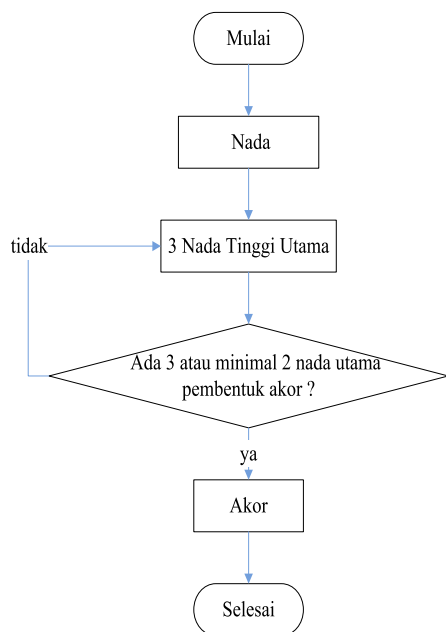 Mulai
Nada
tidak
3 Nada Tinggi Utama
Ada 3 atau minimal 2 nada utama
pembentuk akor ?
ya
Akor
Selesai